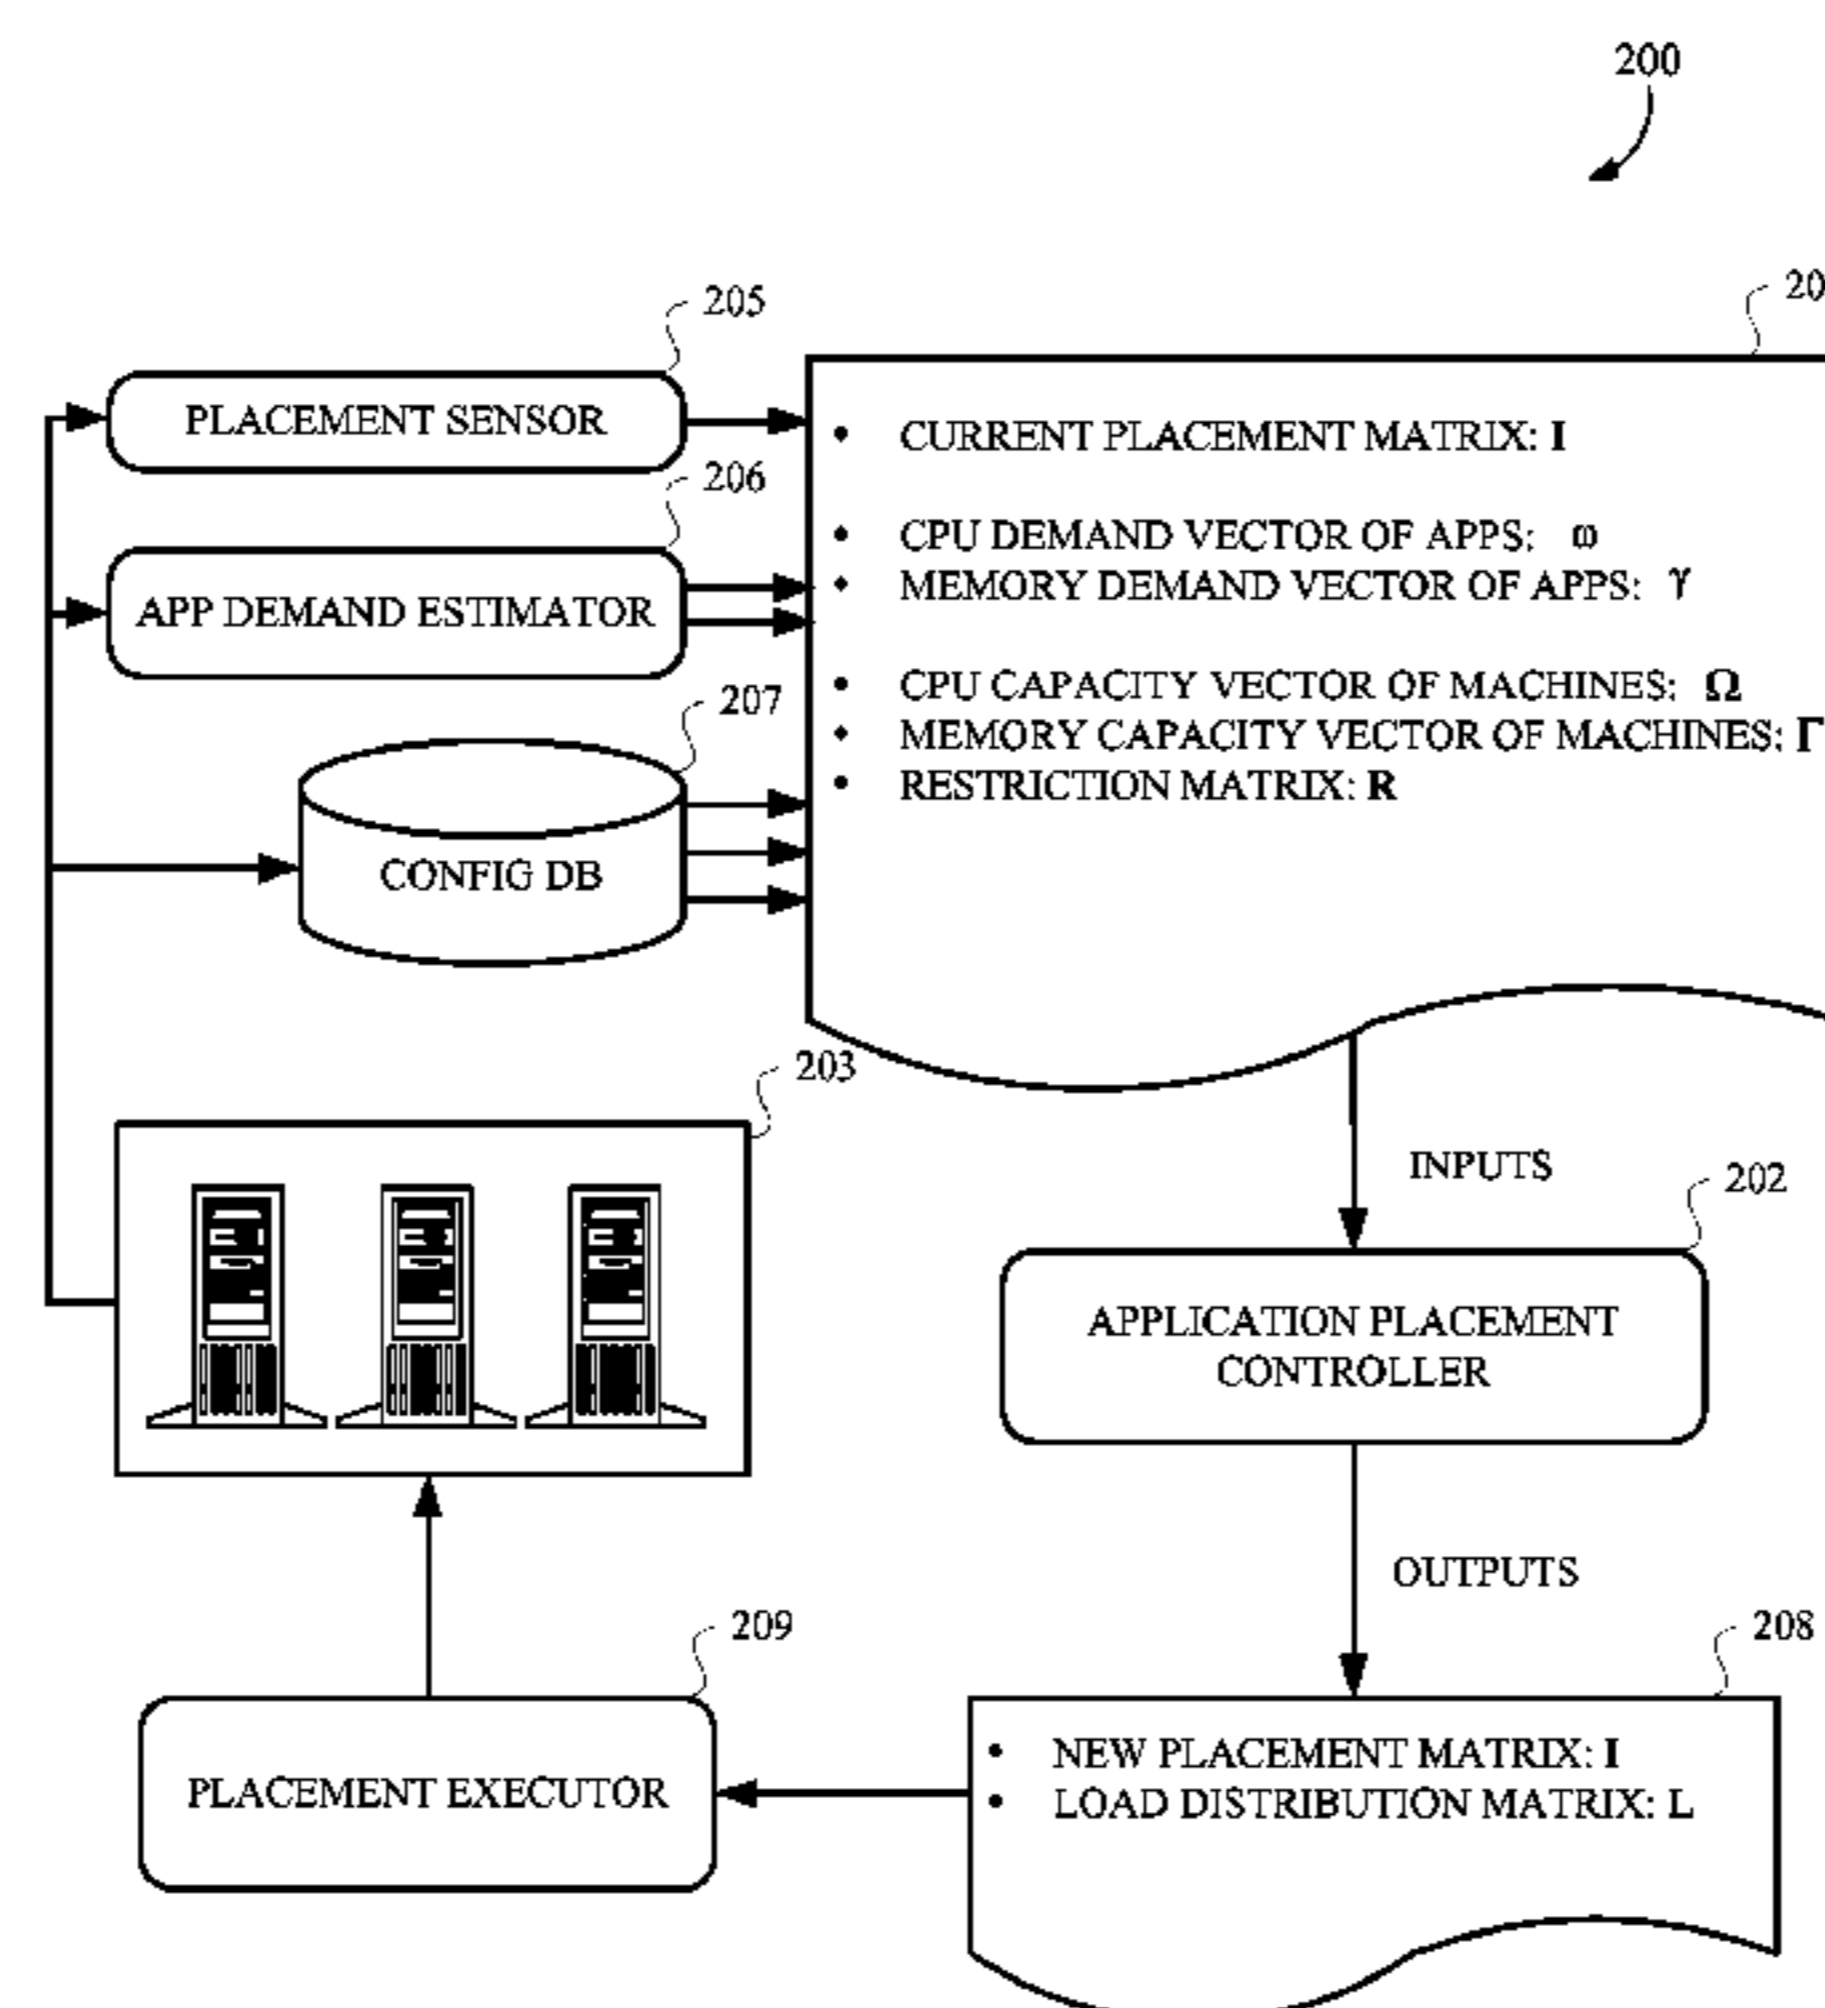 200
20
205
PLACEMENT SENSOR
• CURRENT PLACEMENT MATRIX: I
206
• CPU DEMAND VECTOR OF APPS: ω
• MEMORY DEMAND VECTOR OF APPS: γ
APP DEMAND ESTIMATOR
• CPU CAPACITY VECTOR OF MACHINES: Ω
207
• MEMORY CAPACITY VECTOR OF MACHINES: Γ
• RESTRICTION MATRIX: R
CONFIG DB
203
INPUTS
202
APPLICATION PLACEMENT
CONTROLLER
OUTPUTS
209
208
• NEW PLACEMENT MATRIX: I
• LOAD DISTRIBUTION MATRIX: L
PLACEMENT EXECUTOR